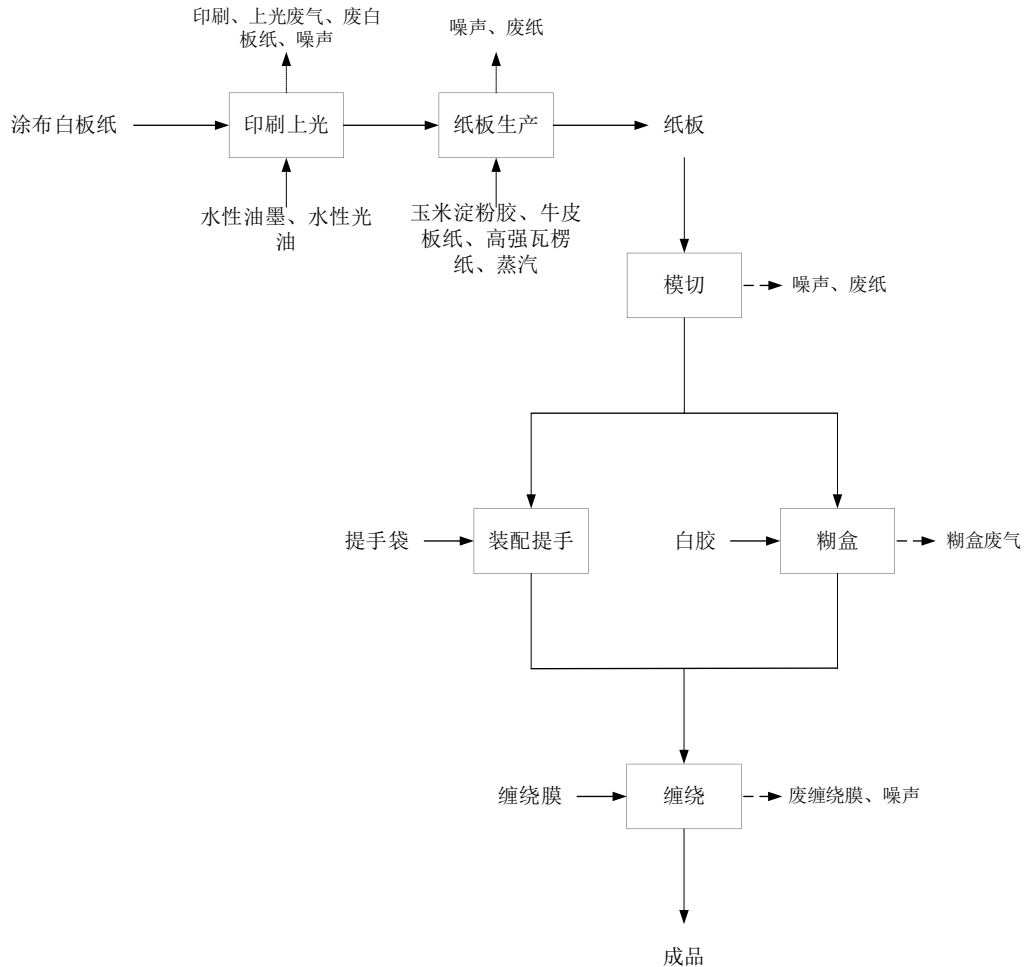 印刷、上光废气、废白
板纸、噪声
噪声、废纸
涂布白板纸
印刷上光
纸板生产
纸板
水性油墨、水性光
油
玉米淀粉胶、牛皮
板纸、高强瓦楞
纸、蒸汽
模切
噪声、废纸
提手袋
装配提手
白胶
糊盒
糊盒废气
缠绕膜
缠绕
废缠绕膜、噪声
成品